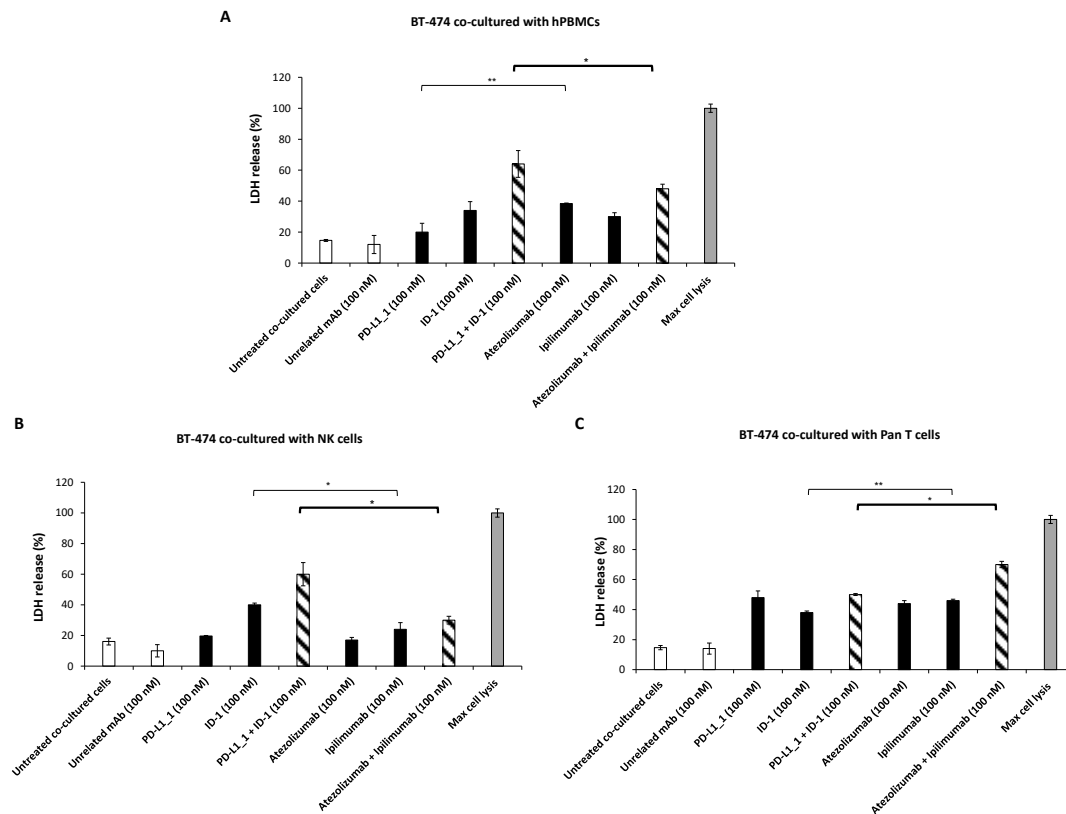 A
BT-474 co-cultured with hPBMCs
*
**
LDH release (%)
120
100
80
60
40
20
0
Untreated co-cultured cells
Unrelated mAb (100 nM)
PD-L1_1 (100 nM)
ID-1 (100 nM)
PD-L1_1 + ID-1 (100 nM)
Atezolizumab (100 nM)
Ipilimumab (100 nM)
Atezolizumab + Ipilimumab (100 nM)
Max cell lysis
B
BT-474 co-cultured with NK cells
*
*
LDH release (%)
120
100
80
60
40
20
0
Untreated co-cultured cells
Unrelated mAb (100 nM)
PD-L1_1 (100 nM)
ID-1 (100 nM)
PD-L1_1 + ID-1 (100 nM)
Atezolizumab (100 nM)
Ipilimumab (100 nM)
Atezolizumab + Ipilimumab (100 nM)
Max cell lysis
C
BT-474 co-cultured with Pan T cells
**
*
LDH release (%)
120
100
80
60
40
20
0
Untreated co-cultured cells
Unrelated mAb (100 nM)
PD-L1_1 (100 nM)
ID-1 (100 nM)
PD-L1_1 + ID-1 (100 nM)
Atezolizumab (100 nM)
Ipilimumab (100 nM)
Atezolizumab + Ipilimumab (100 nM)
Max cell lysis